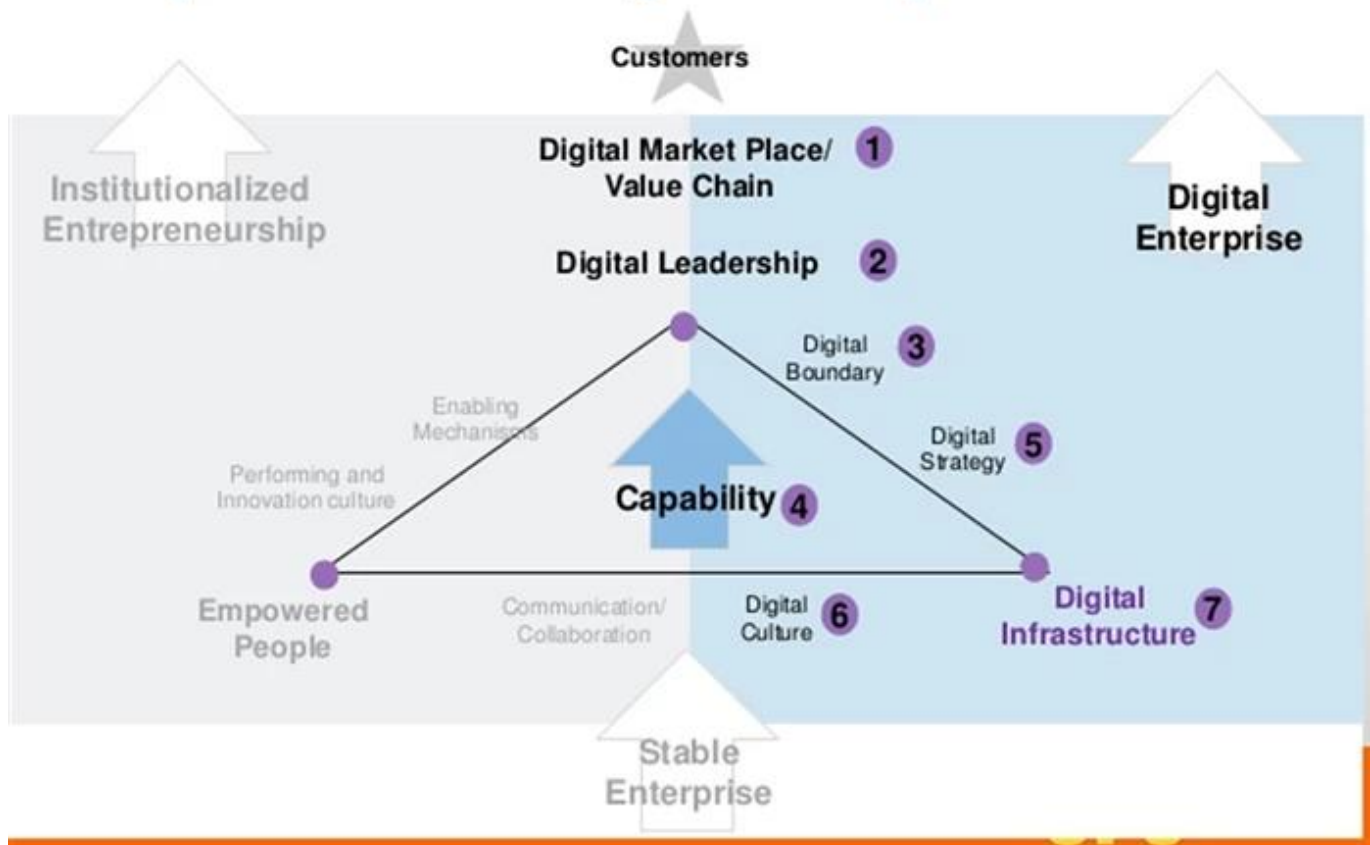 Customers
Digital Market Place/ 1
Value Chain
Institutionalized
Entrepreneurship
Digital
Enterprise
Digital Leadership 2
Digital 3
Boundary
Enabling
Mechanisms
Digital 5
Strategy
Performing and
Innovation culture
Capability 4
Empowered
People
Communication/
Collaboration
Digital 6
Culture
Digital 7
Infrastructure
Stable
Enterprise